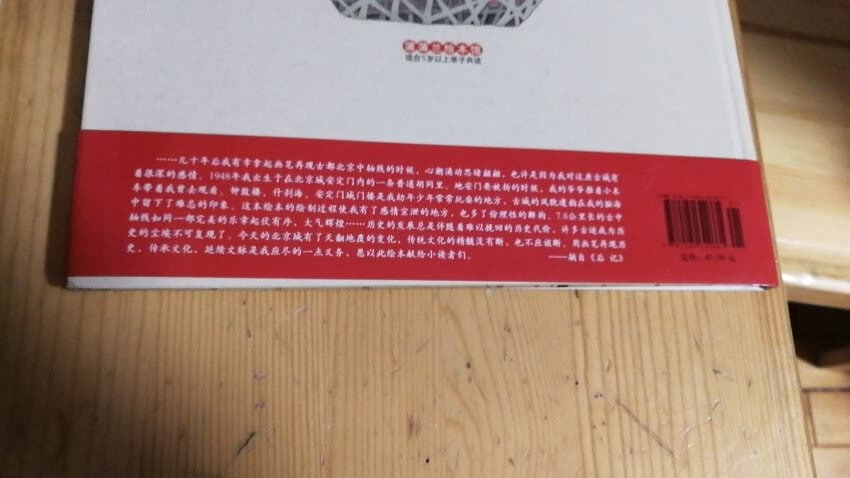 蒲蒲兰绘本馆
适合5岁以上亲子共读
……几十年后我有幸拿起画笔再现古都北京中轴线的时候，心潮涌动思绪翩翩，也许是因为我对这座古城有
着很深的感情。1948年我出生于在北京城安定门内的一条普通胡同里。地安门要被拆的时候，我的爷爷推着小木
车带着我曾去观看。钟鼓楼、什刹海、安定门城门楼是我幼年少年常常玩耍的地方，古城的风貌遗韵在我的脑海
中留下了难忘的印象。这本绘本的绘制过程使我有了感情宣泄的地方，也多了份理性的解构。7.8公里长的古中
轴线如同一部完美的乐章起伏有序，大气辉煌……历史的发展总是伴随着难以挽回的历史代价，许多古迹成为历
史的尘埃不可复现了。今天的北京城有了天翻地覆的变化，传统文化的精髓没有断，也不应该断。用画笔再现历
史，传承文化，延续文脉是我应尽的一点义务，愿以此绘本献给小读者们。
——摘自《后 记》